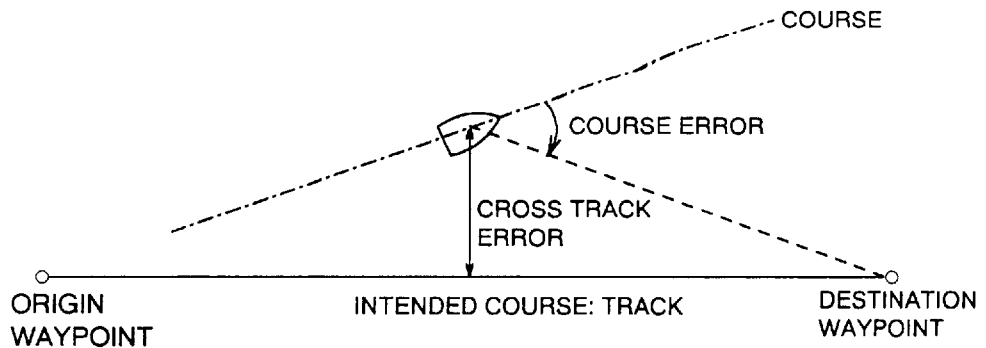 COURSE
COURSE ERROR
CROSS TRACK
ERROR
ORIGIN
WAYPOINT
INTENDED COURSE: TRACK
DESTINATION
WAYPOINT